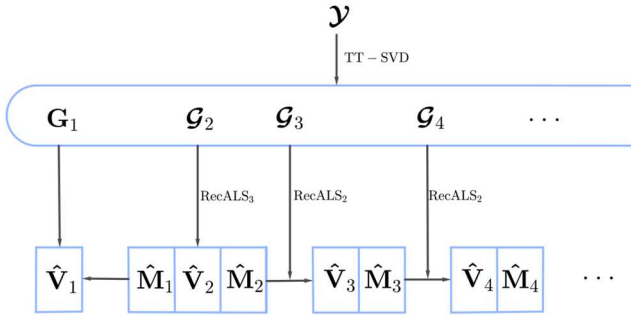 𝓨
TT − SVD
G₁ 𝓖₂ 𝓖₃ 𝓖₄ ···
RecALS₃ RecALS₂ RecALS₂
V̂₁ M̂₁ V̂₂ M̂₂ V̂₃ M̂₃ V̂₄ M̂₄ ···